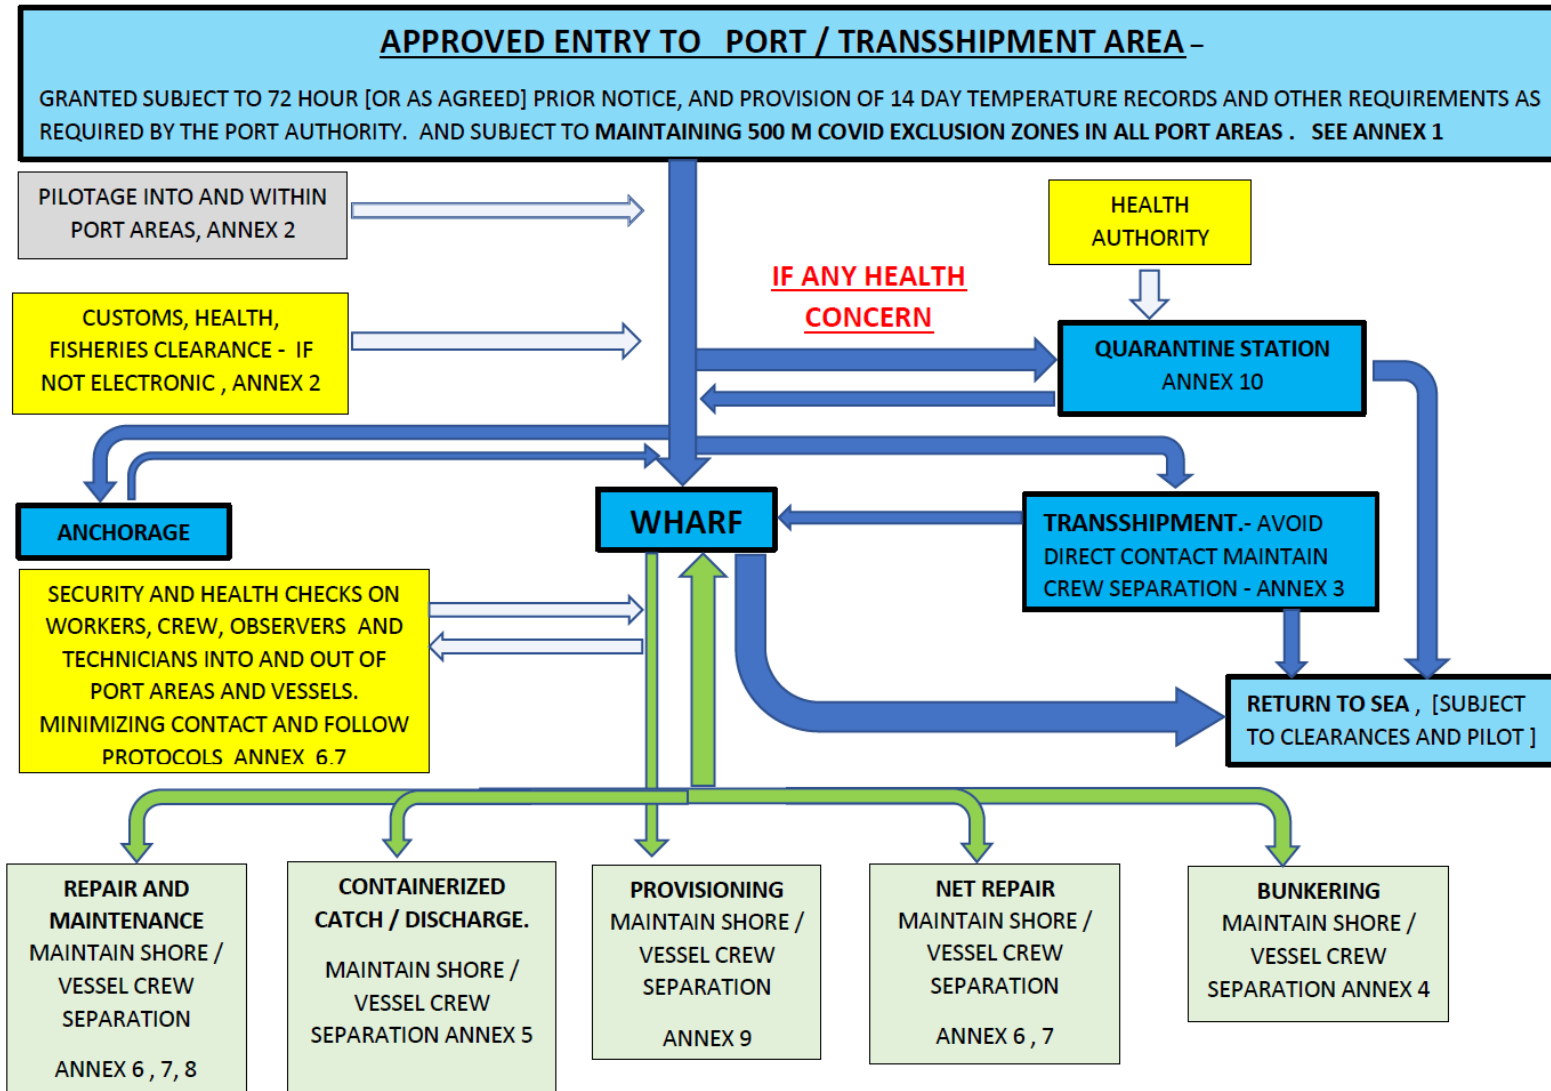 APPROVED ENTRY TO PORT / TRANSSHIPMENT AREA –
GRANTED SUBJECT TO 72 HOUR [OR AS AGREED] PRIOR NOTICE, AND PROVISION OF 14 DAY TEMPERATURE RECORDS AND OTHER REQUIREMENTS AS
REQUIRED BY THE PORT AUTHORITY. AND SUBJECT TO MAINTAINING 500 M COVID EXCLUSION ZONES IN ALL PORT AREAS . SEE ANNEX 1
PILOTAGE INTO AND WITHIN
PORT AREAS, ANNEX 2
HEALTH
AUTHORITY
IF ANY HEALTH
CONCERN
CUSTOMS, HEALTH,
FISHERIES CLEARANCE - IF
NOT ELECTRONIC , ANNEX 2
QUARANTINE STATION
ANNEX 10
ANCHORAGE
WHARF
TRANSSHIPMENT.- AVOID
DIRECT CONTACT MAINTAIN
CREW SEPARATION - ANNEX 3
SECURITY AND HEALTH CHECKS ON
WORKERS, CREW, OBSERVERS AND
TECHNICIANS INTO AND OUT OF
PORT AREAS AND VESSELS.
MINIMIZING CONTACT AND FOLLOW
PROTOCOLS ANNEX 6,7
RETURN TO SEA , [SUBJECT
TO CLEARANCES AND PILOT ]
REPAIR AND
MAINTENANCE
MAINTAIN SHORE /
VESSEL CREW
SEPARATION
ANNEX 6 , 7, 8
CONTAINERIZED
CATCH / DISCHARGE.
MAINTAIN SHORE /
VESSEL CREW
SEPARATION ANNEX 5
PROVISIONING
MAINTAIN SHORE /
VESSEL CREW
SEPARATION
ANNEX 9
NET REPAIR
MAINTAIN SHORE /
VESSEL CREW
SEPARATION
ANNEX 6 , 7
BUNKERING
MAINTAIN SHORE /
VESSEL CREW
SEPARATION ANNEX 4